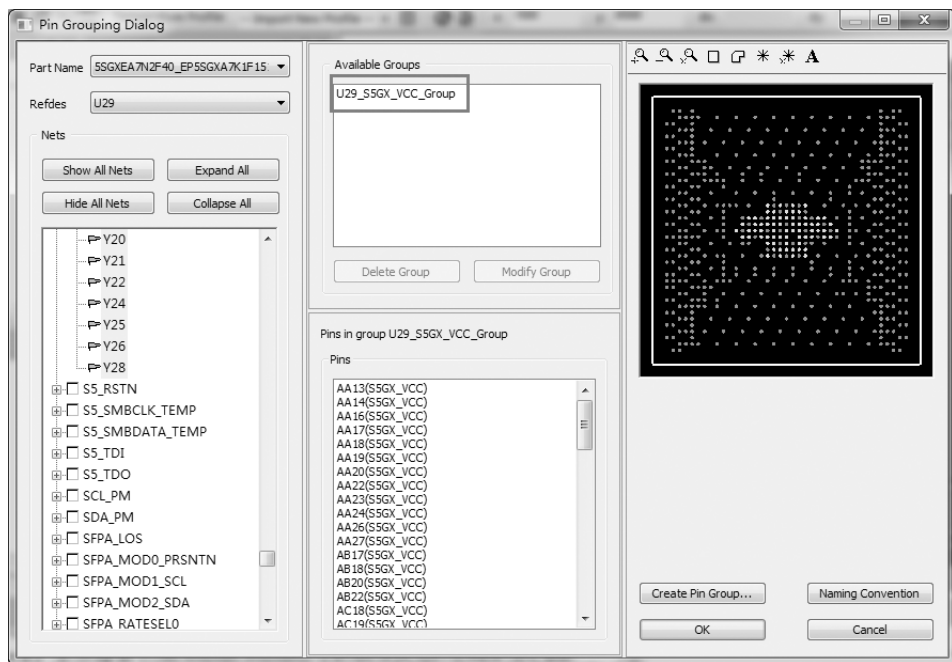 Pin Grouping Dialog
Part Name 5SGXEA7N2F40_EP5SGXA7K1F15
Refdes U29
Nets
Show All Nets Expand All
Hide All Nets Collapse All
Y20
Y21
Y22
Y24
Y25
Y26
Y28
S5_RSTN
S5_SMBCLK_TEMP
S5_SMBDATA_TEMP
S5_TDI
S5_TDO
SCL_PM
SDA_PM
SFPA_LOS
SFPA_MOD0_PRSNTN
SFPA_MOD1_SCL
SFPA_MOD2_SDA
SFPA RATESEL0
Available Groups
U29_S5GX_VCC_Group
Delete Group Modify Group
Pins in group U29_S5GX_VCC_Group
Pins
AA13(S5GX_VCC)
AA14(S5GX_VCC)
AA16(S5GX_VCC)
AA17(S5GX_VCC)
AA18(S5GX_VCC)
AA19(S5GX_VCC)
AA20(S5GX_VCC)
AA22(S5GX_VCC)
AA23(S5GX_VCC)
AA24(S5GX_VCC)
AA26(S5GX_VCC)
AA27(S5GX_VCC)
AB17(S5GX_VCC)
AB18(S5GX_VCC)
AB20(S5GX_VCC)
AB22(S5GX_VCC)
AC18(S5GX_VCC)
AC19(S5GX_VCC)
A
Create Pin Group... Naming Convention
OK Cancel